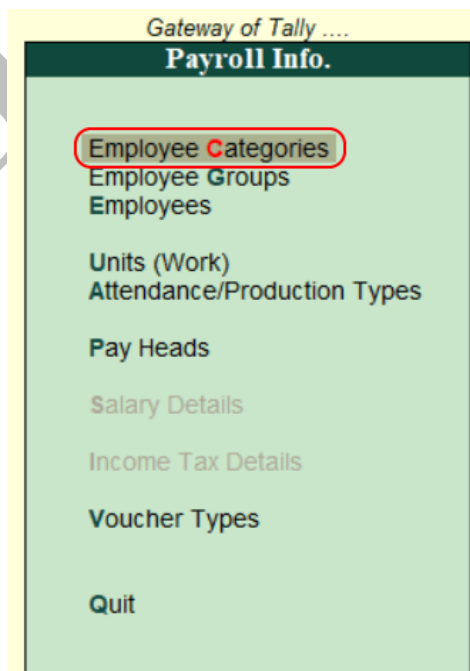 Gateway of Tally ....
Payroll Info.
Employee Categories
Employee Groups
Employees
Units (Work)
Attendance/Production Types
Pay Heads
Salary Details
Income Tax Details
Voucher Types
Quit